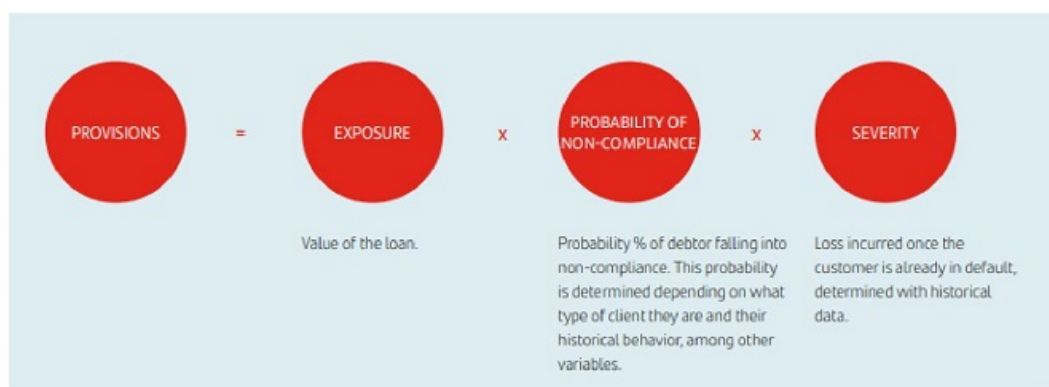 PROVISIONS
=
EXPOSURE
x
PROBABILITY OF
NON-COMPLIANCE
x
SEVERITY
Value of the loan.
Probability % of debtor falling into
non-compliance. This probability
is determined depending on what
type of client they are and their
historical behavior, among other
variables.
Loss incurred once the
customer is already in default,
determined with historical
data.